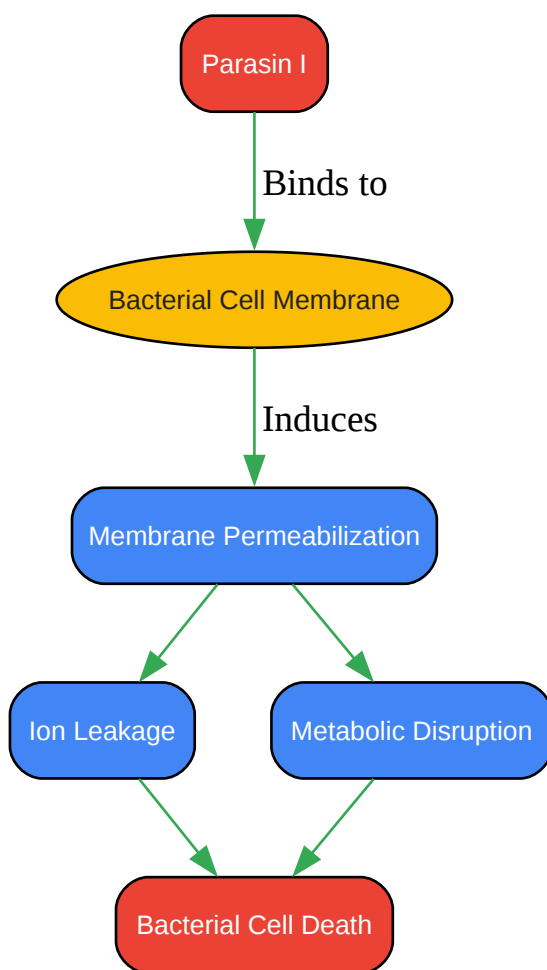 Parasin I
Binds to
Bacterial Cell Membrane
Induces
Membrane Permeabilization
Ion Leakage
Metabolic Disruption
Bacterial Cell Death